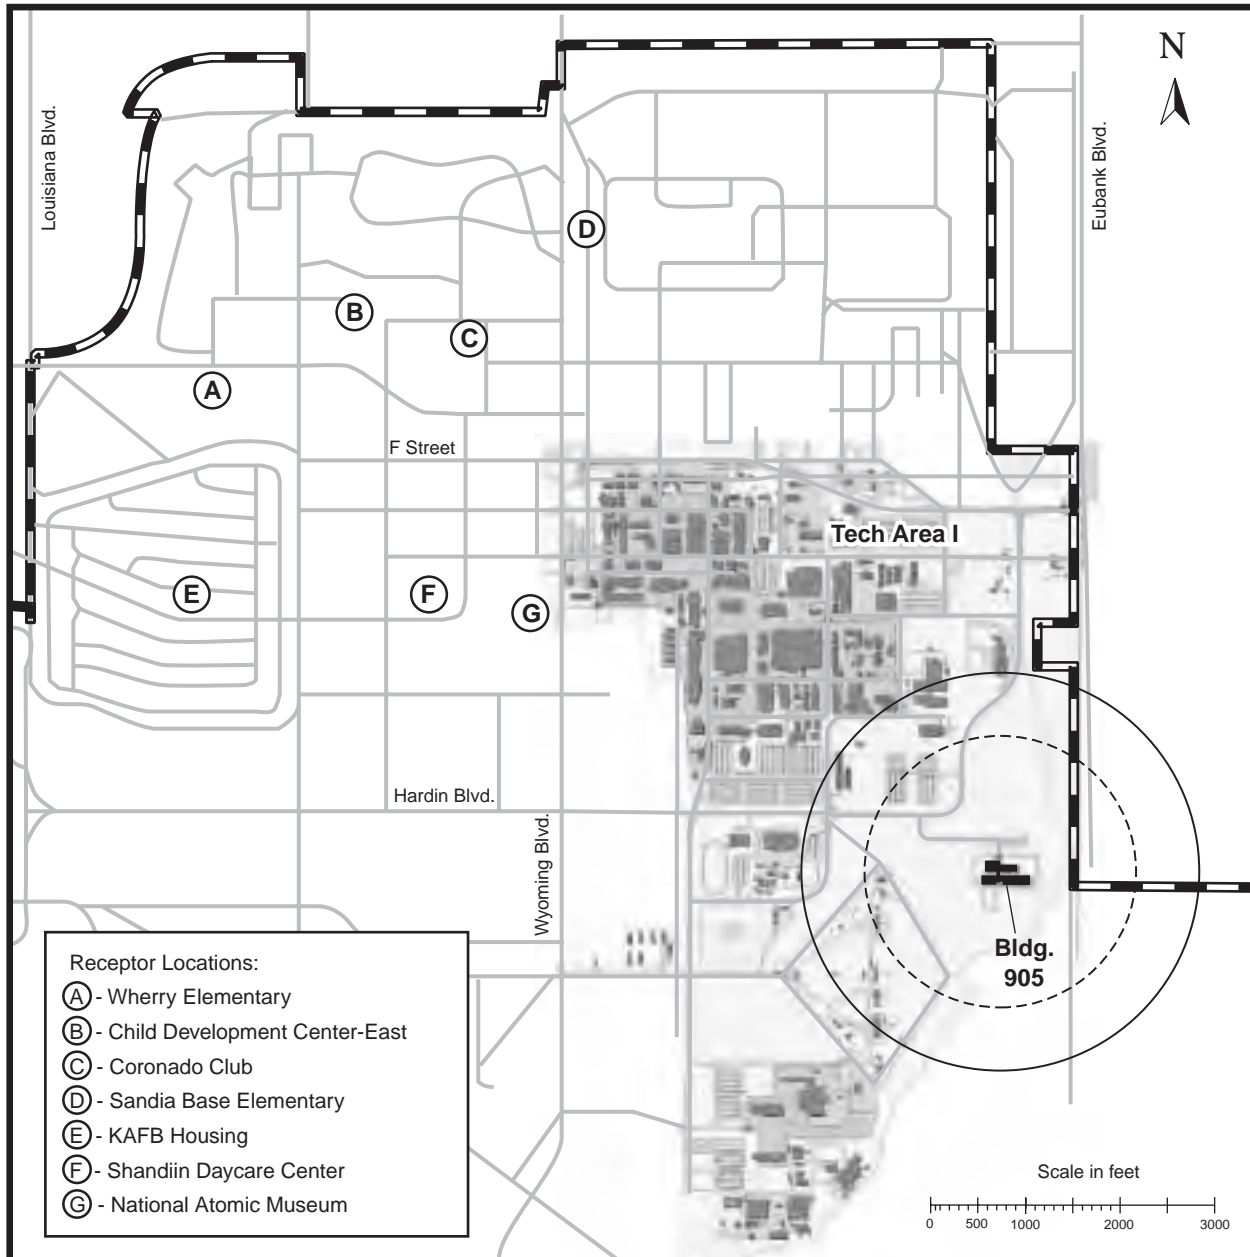 N
Louisiana Blvd.
Eubank Blvd.
D
B
C
A
F Street
Tech Area I
E
F
G
Hardin Blvd.
Wyoming Blvd.
Bldg.
905
Receptor Locations:
A - Wherry Elementary
B - Child Development Center-East
C - Coronado Club
D - Sandia Base Elementary
E - KAFB Housing
F - Shandiin Daycare Center
G - National Atomic Museum
Scale in feet
0 500 1000 2000 3000